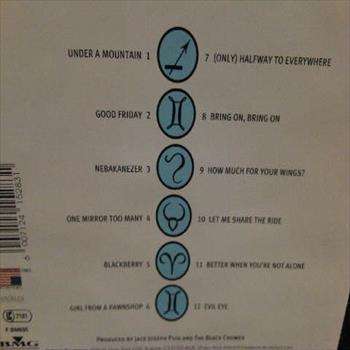 UNDER A MOUNTAIN 1
GOOD FRIDAY 2
NEBAKANEZER 3
ONE MIRROR TOO MANY 4
BLACKBERRY 5
GIRL FROM A PAWNSHOP 6
7 (ONLY) HALFWAY TO EVERYWHERE
8 BRING ON, BRING ON
9 HOW MUCH FOR YOUR WINGS?
10 LET ME SHARE THE RIDE
11 BETTER WHEN YOU'RE NOT ALONE
12 EVIL EYE
6 007124 152831
PRODUCED BY JACK JOSEPH PUIG AND THE BLACK CROWES
BMG